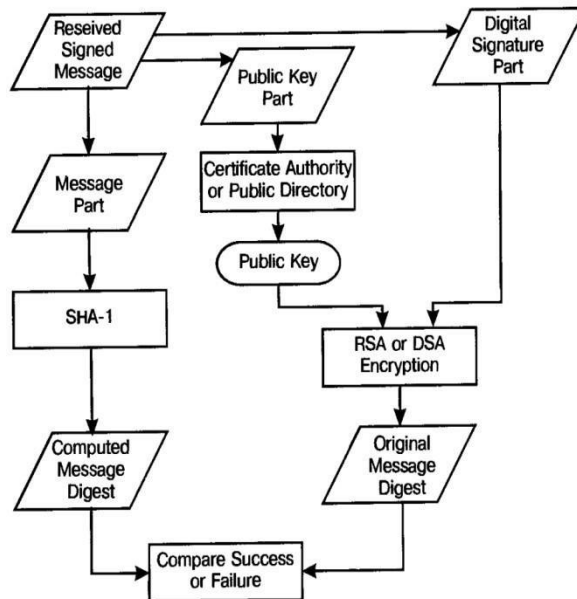 Reseived
Signed
Message
Digital
Signature
Part
Public Key
Part
Message
Part
Certificate Authority
or Public Directory
Public Key
SHA-1
RSA or DSA
Encryption
Computed
Message
Digest
Original
Message
Digest
Compare Success
or Failure